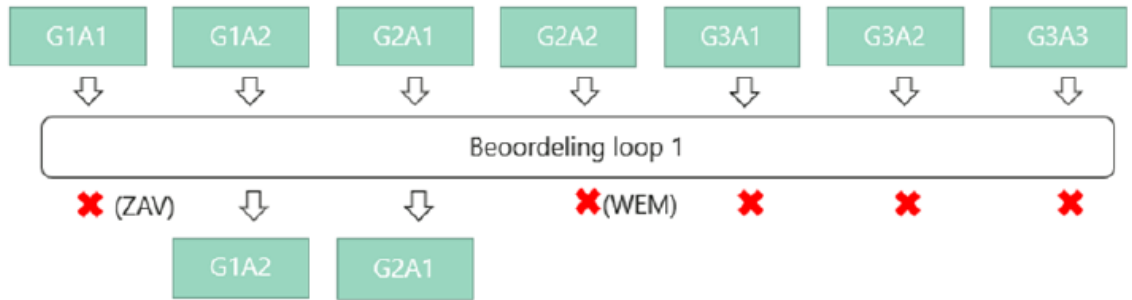 G1A1 G1A2 G2A1 G2A2 G3A1 G3A2 G3A3
Beoordeling loop 1
(ZAV) (WEM)
G1A2 G2A1